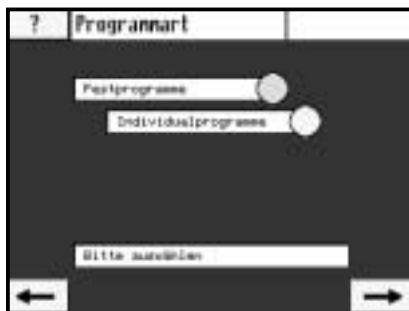 ? Programmart
Festprogramme
Individualprogramme
Bitte auswählen